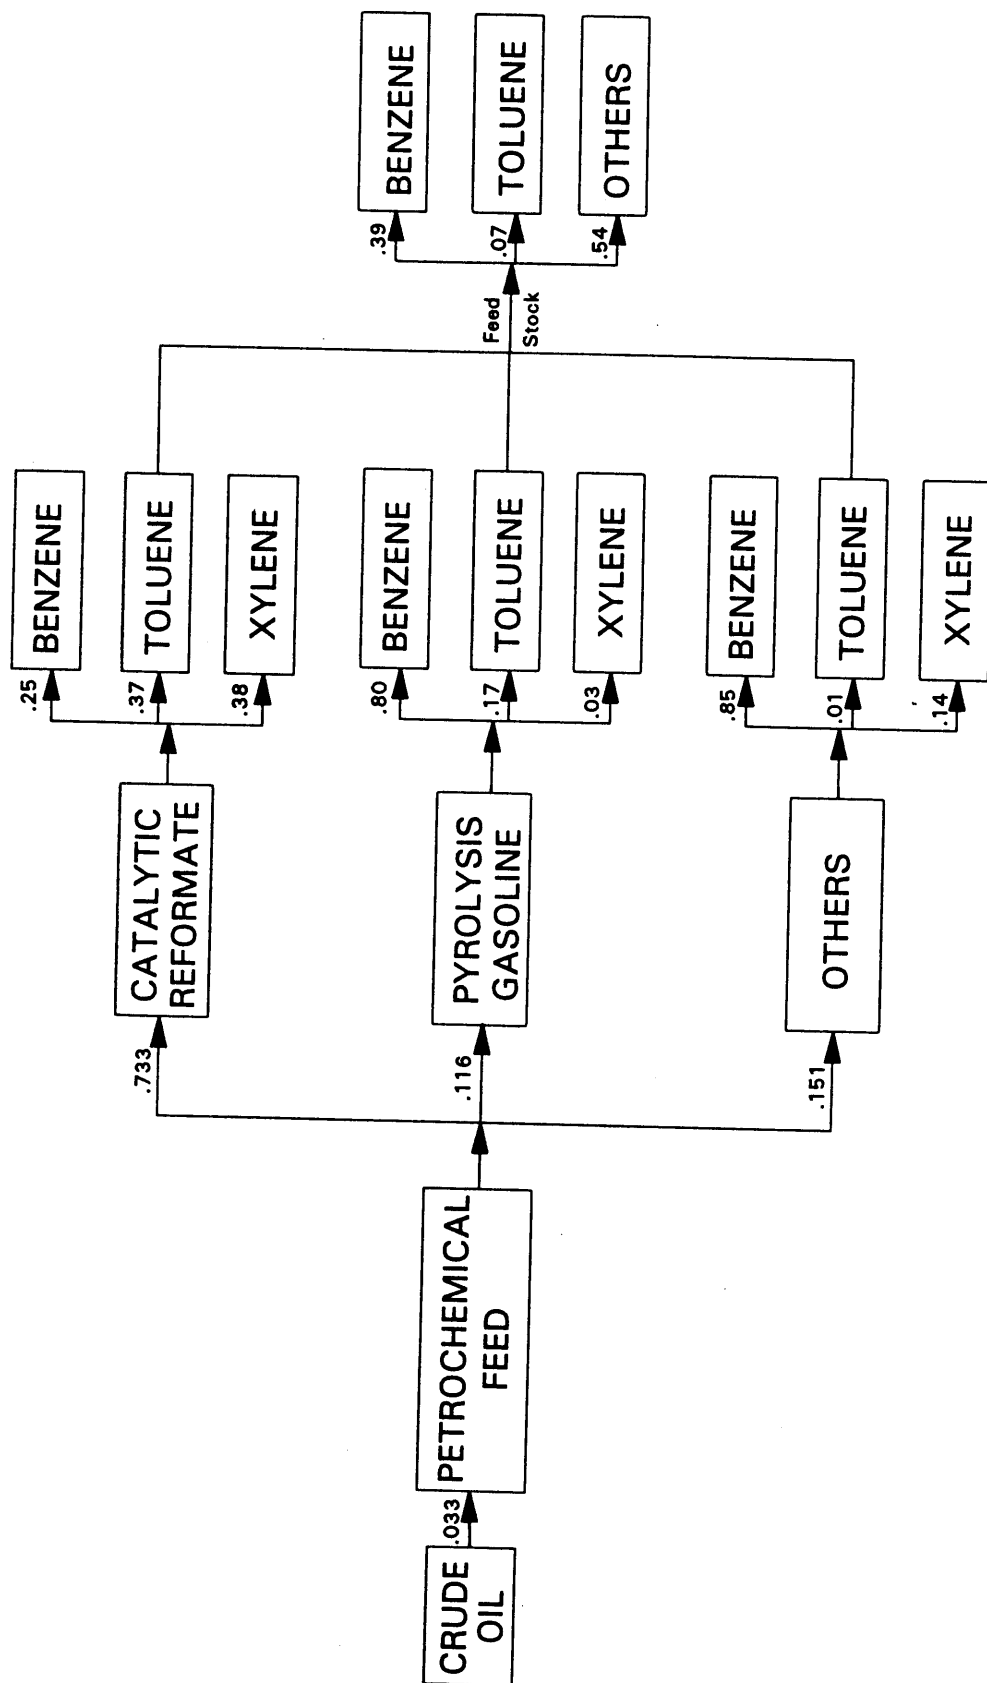 CRUDE
OIL
.033
PETROCHEMICAL
FEED
.733
CATALYTIC
REFORMATE
.25
BENZENE
.37
TOLUENE
.38
XYLENE
.116
PYROLYSIS
GASOLINE
.80
BENZENE
.17
TOLUENE
.03
XYLENE
.151
OTHERS
.85
BENZENE
.01
TOLUENE
.14
XYLENE
Feed
Stock
.39
BENZENE
.07
TOLUENE
.54
OTHERS